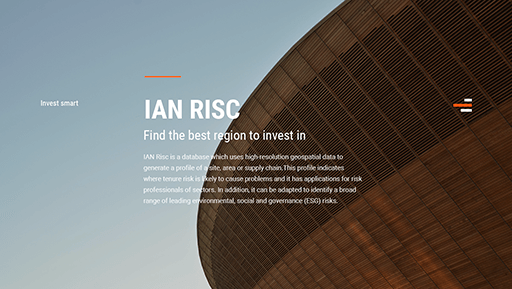 Invest smart
IAN RISC
Find the best region to invest in
IAN Risc is a database which uses high-resolution geospatial data to
generate a profile of a site, area or supply chain.This profile indicates
where tenure risk is likely to cause problems and it has applications for risk
professionals of sectors. In addition, it can be adapted to identify a broad
range of leading environmental, social and governance (ESG) risks.